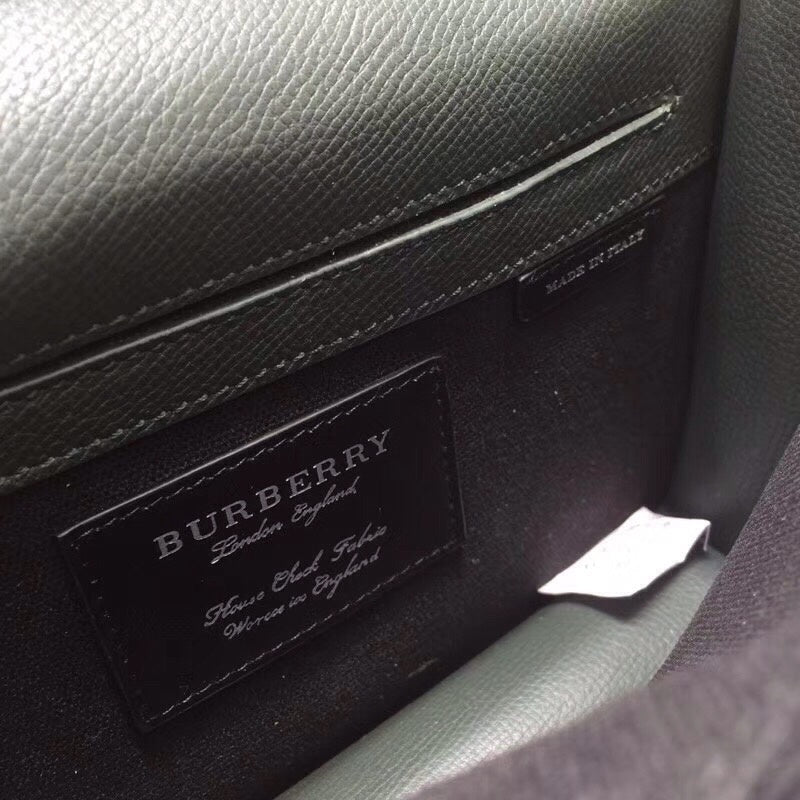 MADE IN ITALY
BURBERRY
London England
House Check Fabric
Woven in England